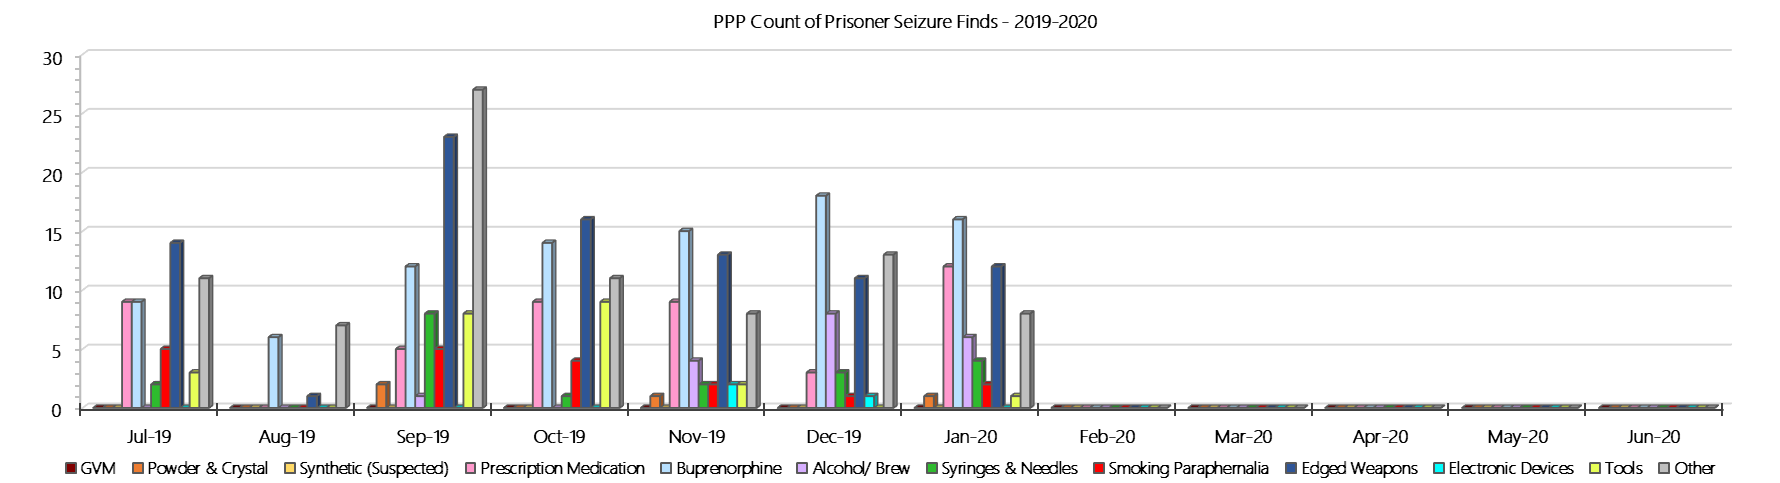 PPP Count of Prisoner Seizure Finds - 2019-2020
30
25
20
15
10
5
0
Jul-19 Aug-19 Sep-19 Oct-19 Nov-19 Dec-19 Jan-20 Feb-20 Mar-20 Apr-20 May-20 Jun-20
GVM Powder & Crystal Synthetic (Suspected) Prescription Medication Buprenorphine Alcohol/ Brew Syringes & Needles Smoking Paraphernalia Edged Weapons Electronic Devices Tools Other